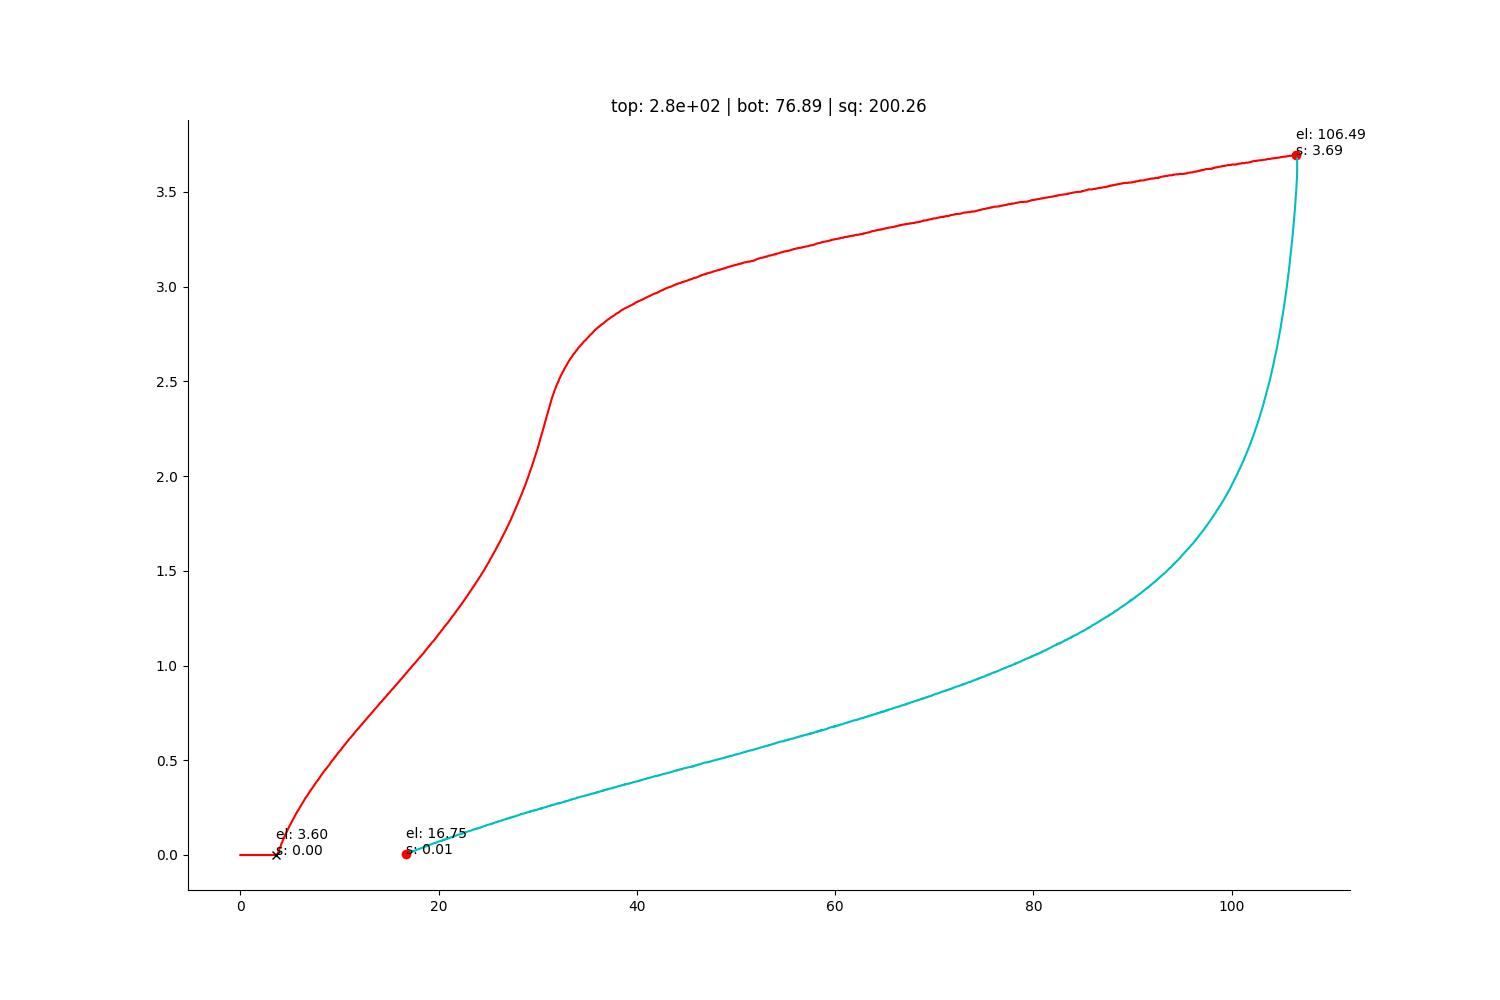 top: 2.8e+02 | bot: 76.89 | sq: 200.26
el: 106.49
s: 3.69
3.5
3.0
2.5
2.0
1.5
1.0
0.5
0.0
el: 3.60
s: 0.00
el: 16.75
s: 0.01
0 20 40 60 80 100